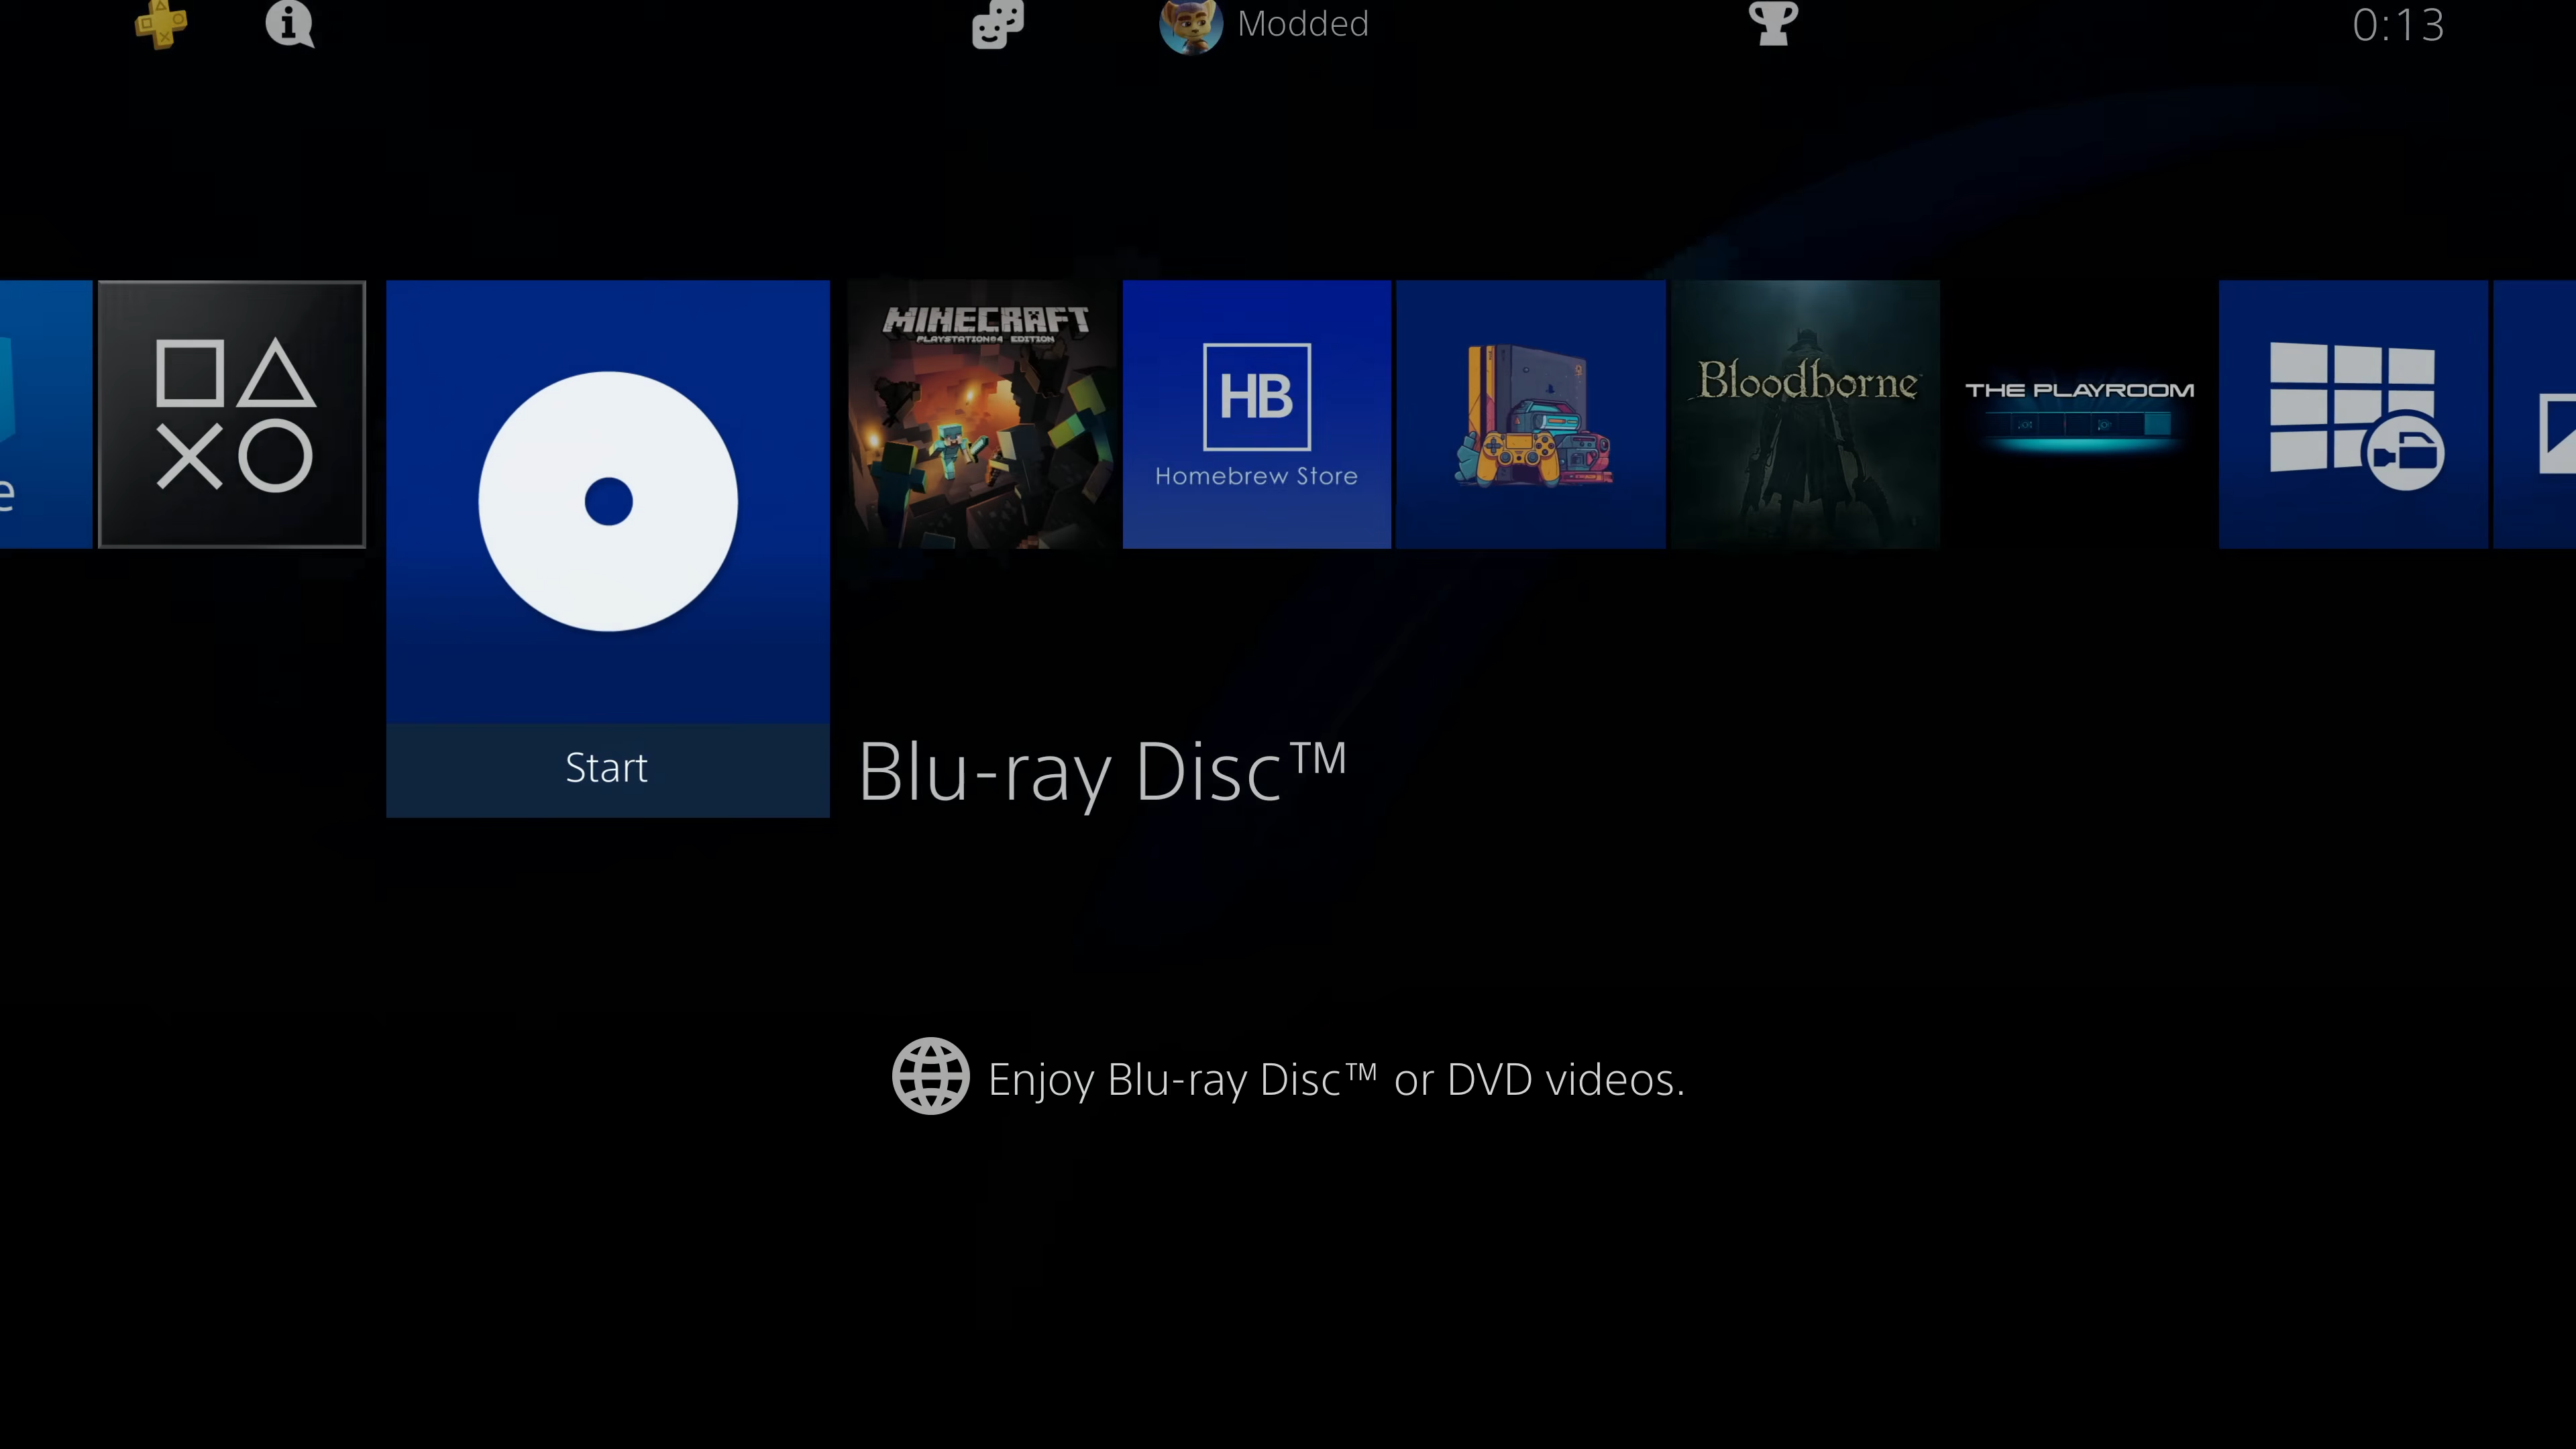 Modded
0:13
e
MINECRAFT
PLAYSTATION®4 EDITION
HB
Homebrew Store
Bloodborne™
THE PLAYROOM
Start
Blu-ray Disc™
Enjoy Blu-ray Disc™ or DVD videos.